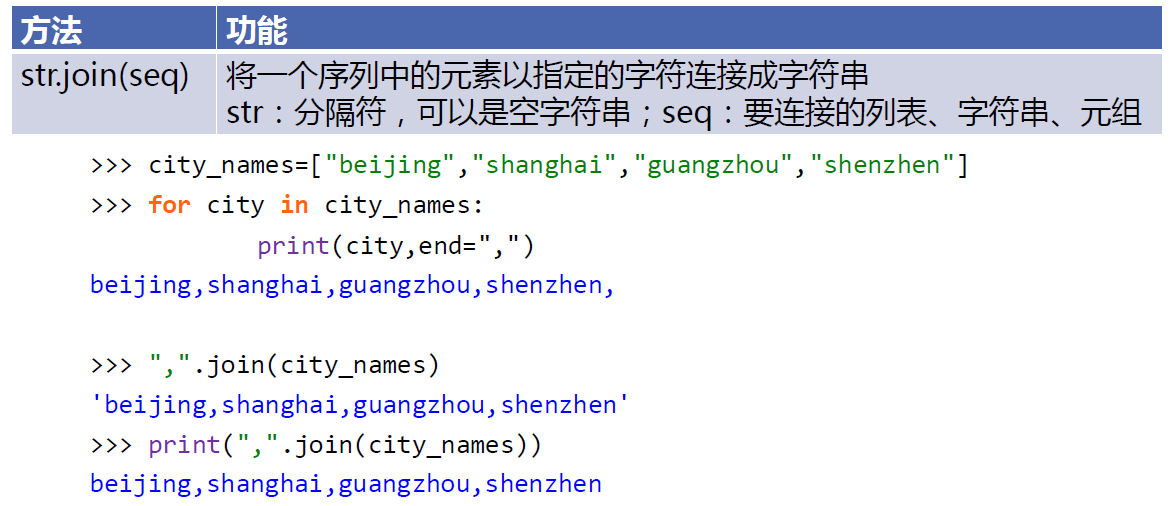 方法 功能
str.join(seq) 将一个序列中的元素以指定的字符连接成字符串
str：分隔符，可以是空字符串；seq：要连接的列表、字符串、元组
>>> city_names=["beijing","shanghai","guangzhou","shenzhen"]
>>> for city in city_names:
print(city,end=",")
beijing,shanghai,guangzhou,shenzhen,
>>> ",".join(city_names)
'beijing,shanghai,guangzhou,shenzhen'
>>> print(",".join(city_names))
beijing,shanghai,guangzhou,shenzhen